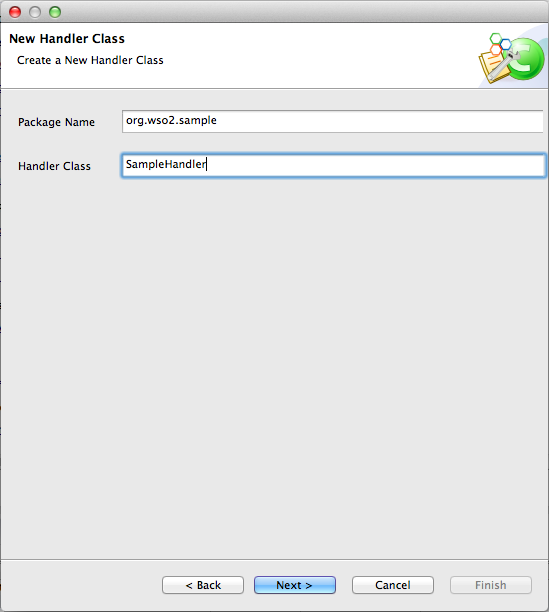 New Handler Class
Create a New Handler Class
Package Name
org.wso2.sample
Handler Class
SampleHandler
< Back
Next >
Cancel
Finish